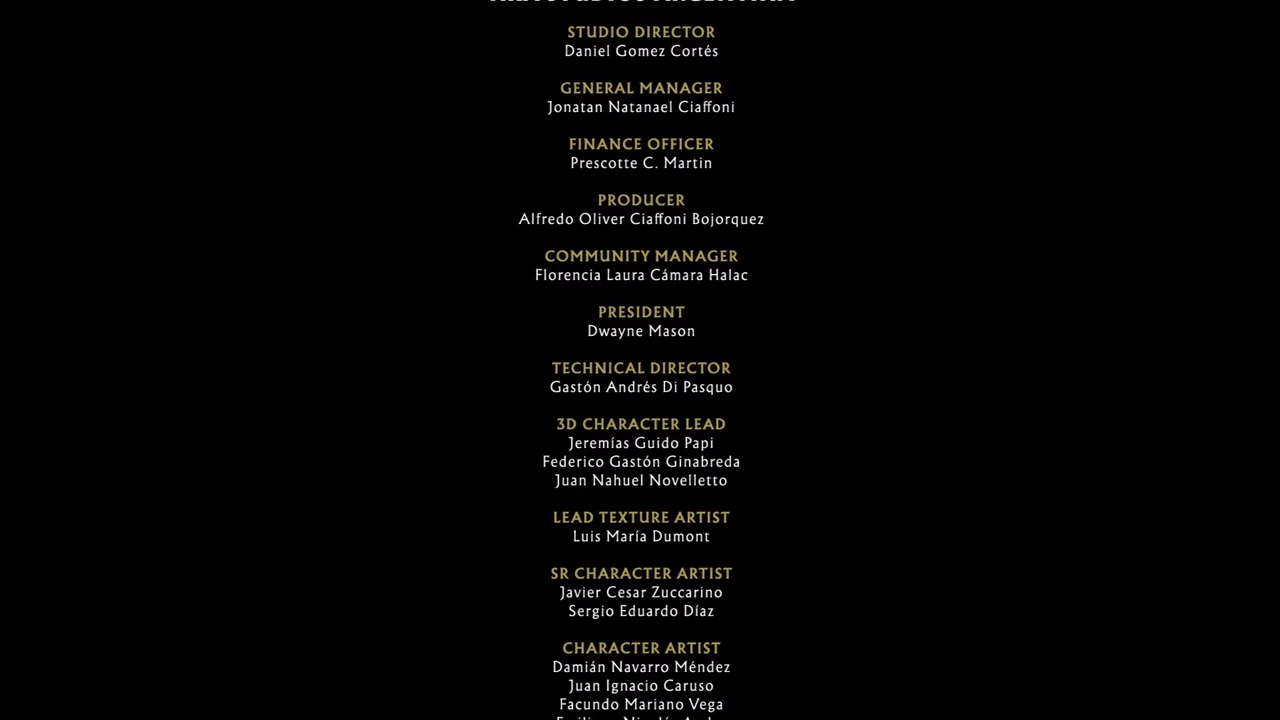 STUDIO DIRECTOR
Daniel Gomez Cortés
GENERAL MANAGER
Jonatan Natanael Ciaffoni
FINANCE OFFICER
Prescotte C. Martin
PRODUCER
Alfredo Oliver Ciaffoni Bojorquez
COMMUNITY MANAGER
Florencia Laura Cámara Halac
PRESIDENT
Dwayne Mason
TECHNICAL DIRECTOR
Gastón Andrés Di Pasquo
3D CHARACTER LEAD
Jeremías Guido Papi
Federico Gastón Ginabreda
Juan Nahuel Novelletto
LEAD TEXTURE ARTIST
Luis María Dumont
SR CHARACTER ARTIST
Javier Cesar Zuccarino
Sergio Eduardo Díaz
CHARACTER ARTIST
Damián Navarro Méndez
Juan Ignacio Caruso
Facundo Mariano Vega